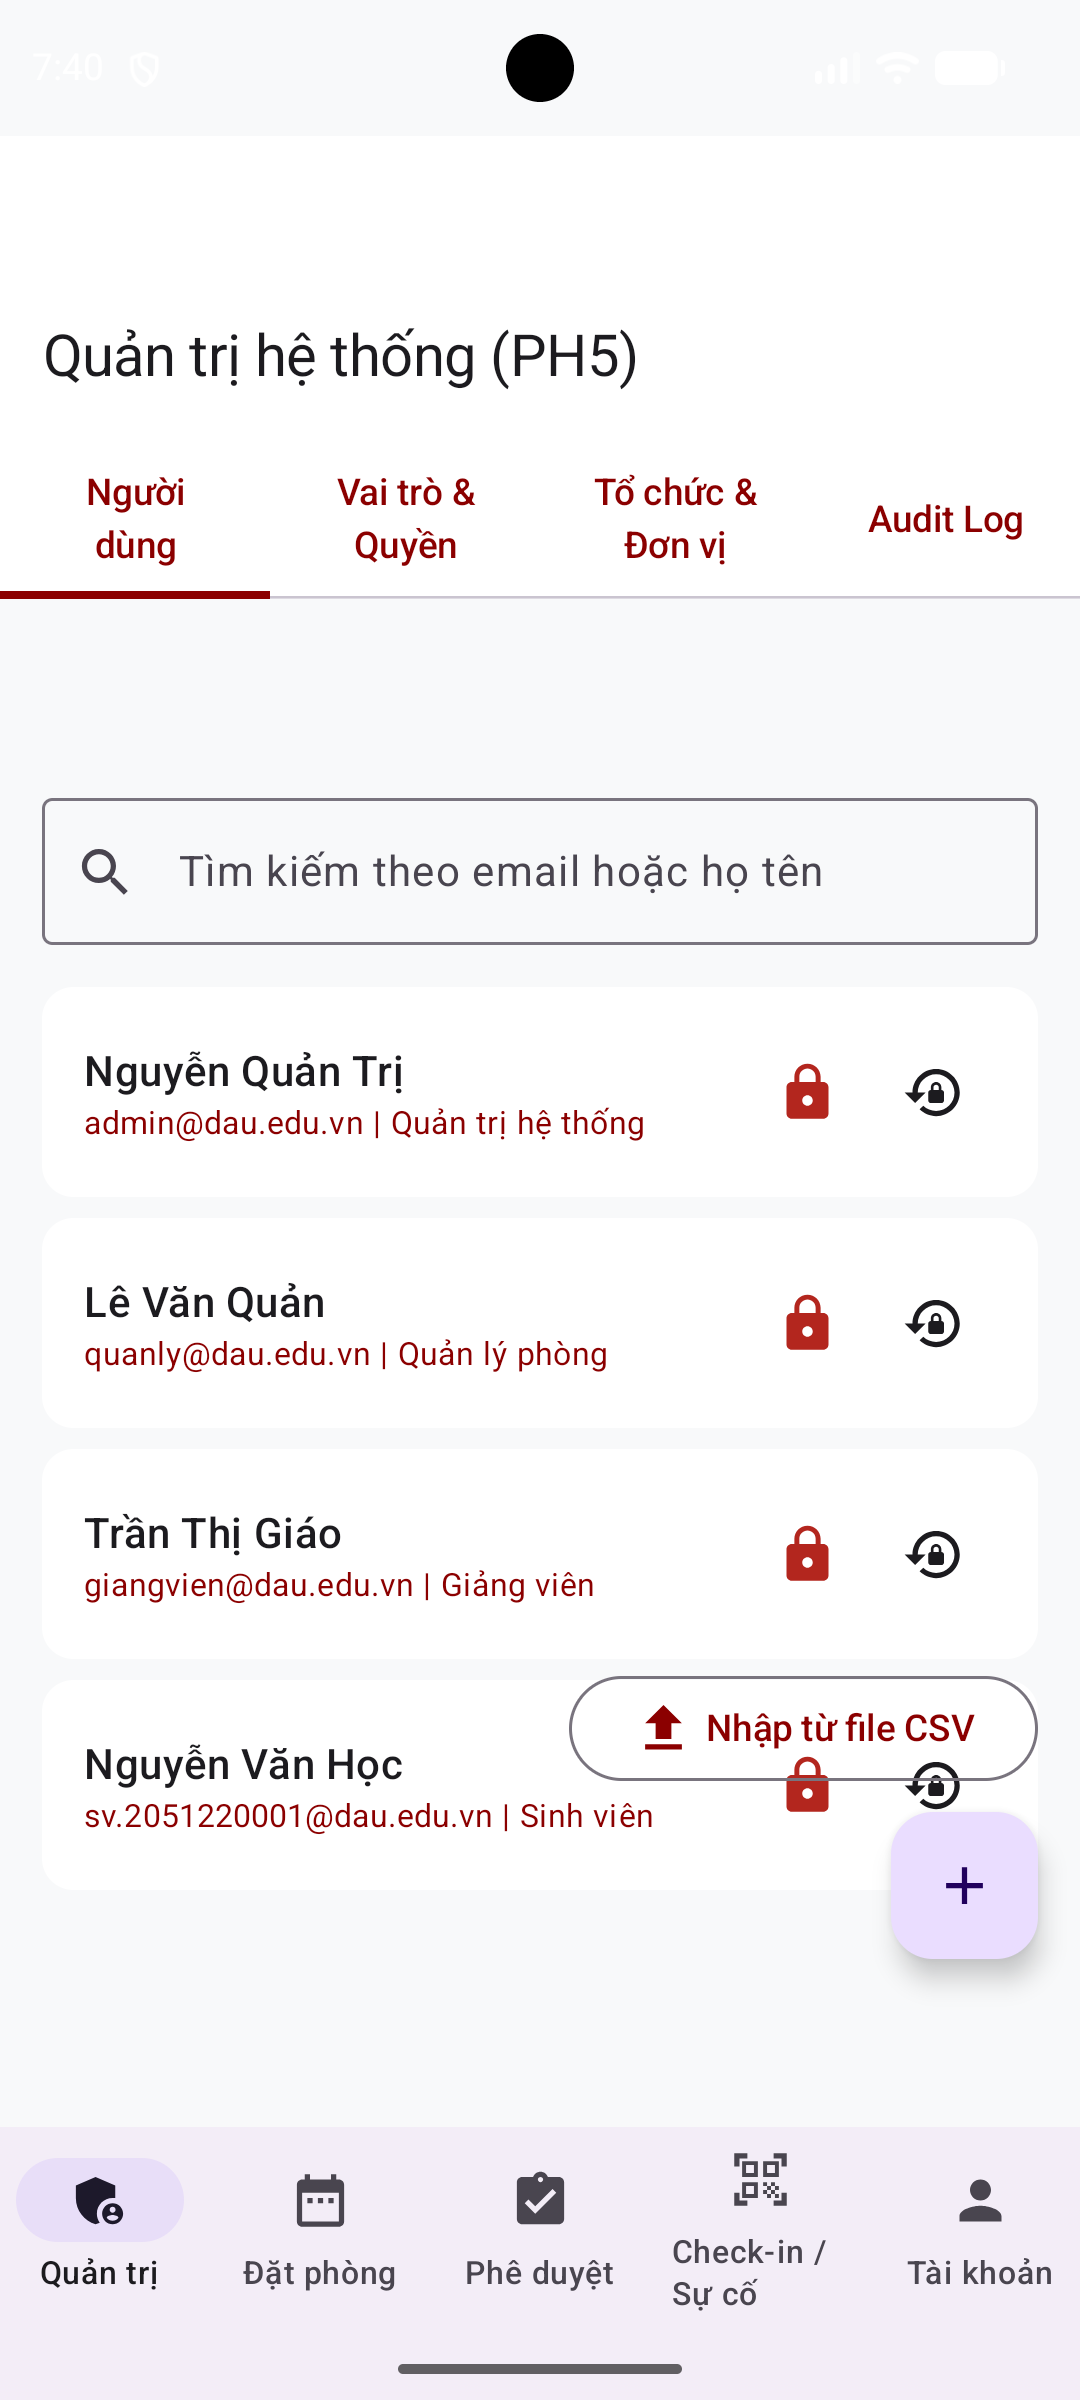 7:40
Quản trị hệ thống (PH5)
Người
dùng
Vai trò &
Quyền
Tổ chức &
Đơn vị
Audit Log
Tìm kiếm theo email hoặc họ tên
Nguyễn Quản Trị
admin@dau.edu.vn | Quản trị hệ thống
Lê Văn Quản
quanly@dau.edu.vn | Quản lý phòng
Trần Thị Giáo
giangvien@dau.edu.vn | Giảng viên
Nhập từ file CSV
Nguyễn Văn Học
sv.2051220001@dau.edu.vn | Sinh viên
Quản trị
Đặt phòng
Phê duyệt
Check-in /
Sự cố
Tài khoản